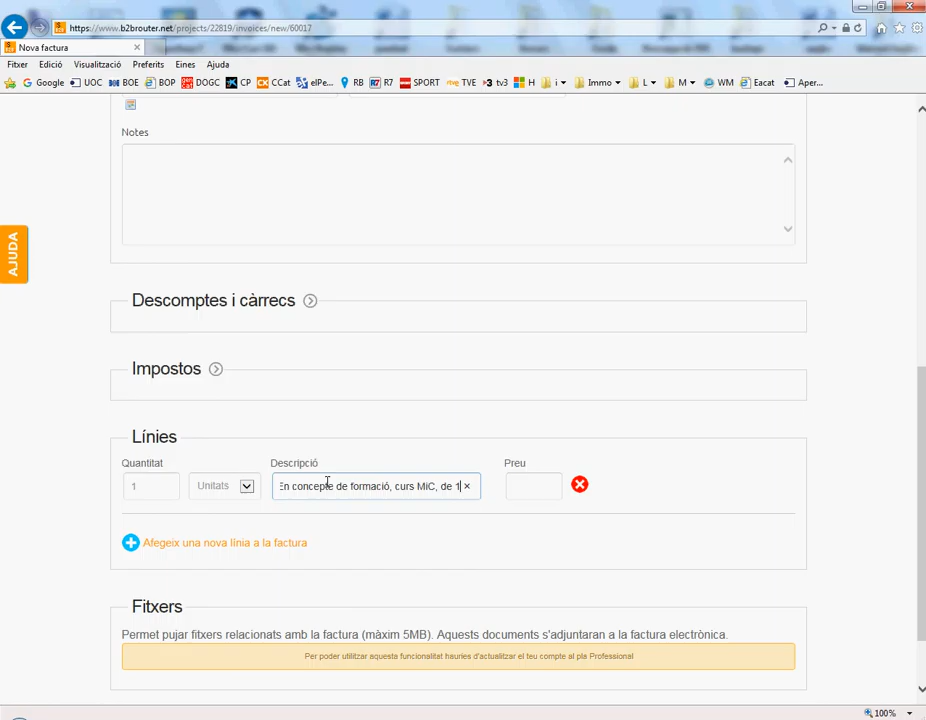 https://www.b2brouter.net/projects/22819/invoices/new/60017
Nova factura
Fitxer Edició Visualització Preferits Eines Ajuda
Google UOC BOE BOP DOGC CP CCat elPe... RB R7 SPORT TVE tv3 H i Immo L M WM Eacat Aper...
AJUDA
Notes
Descomptes i càrrecs
Impostos
Línies
Quantitat Descripció Preu
1 Unitats En concepte de formació, curs MiC, de 1
Afegeix una nova línia a la factura
Fitxers
Permet pujar fitxers relacionats amb la factura (màxim 5MB). Aquests documents s'adjuntaran a la factura electrònica.
Per poder utilitzar aquesta funcionalitat hauries d'actualitzar el teu compte al pla Professional
100%